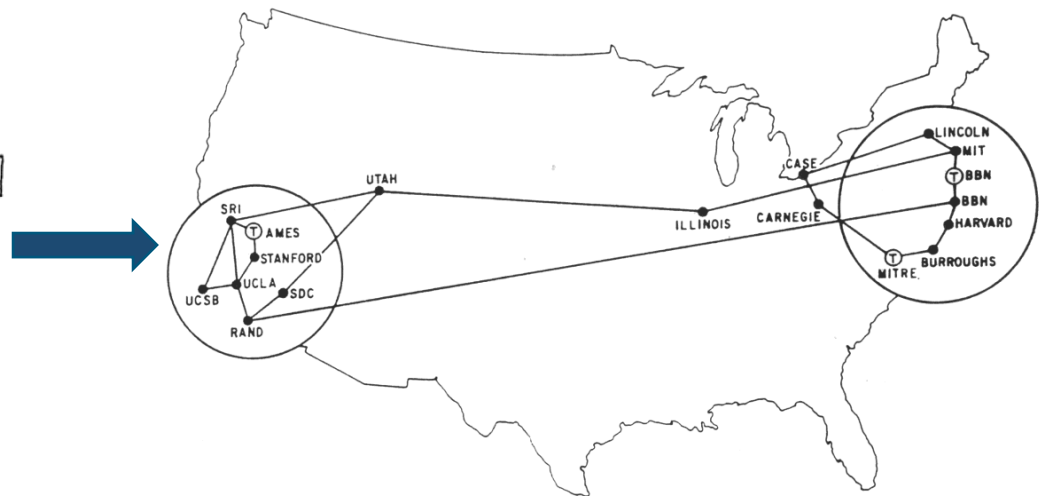 LINCOLN
MIT
CASE
T BBN
UTAH
BBN
SRI
ILLINOIS
CARNEGIE
HARVARD
T AMES
STANFORD
T
BURROUGHS
MITRE
UCLA
SDC
UCSB
RAND